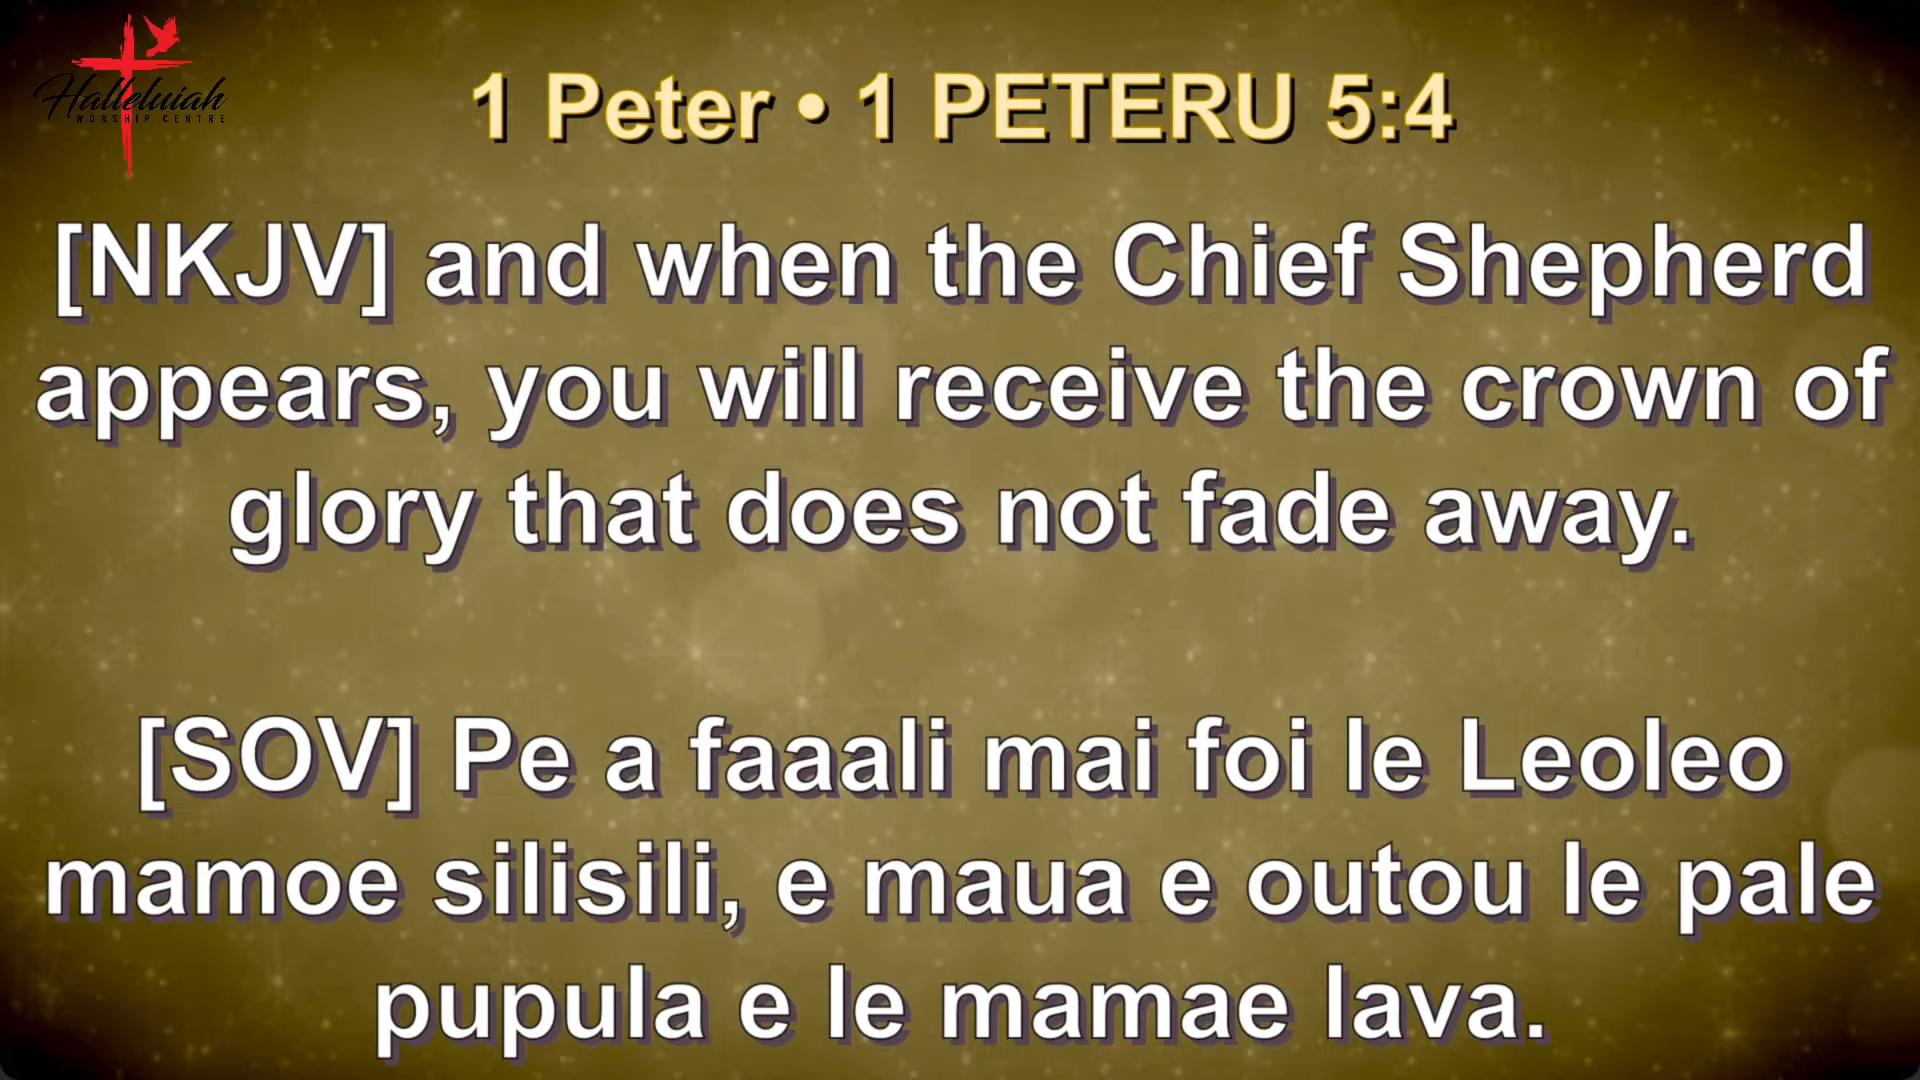 Halleluiah
WORSHIP CENTRE
1 Peter • 1 PETERU 5:4
[NKJV] and when the Chief Shepherd
appears, you will receive the crown of
glory that does not fade away.
[SOV] Pe a faaali mai foi le Leoleo
mamoe silisili, e maua e outou le pale
pupula e le mamae lava.